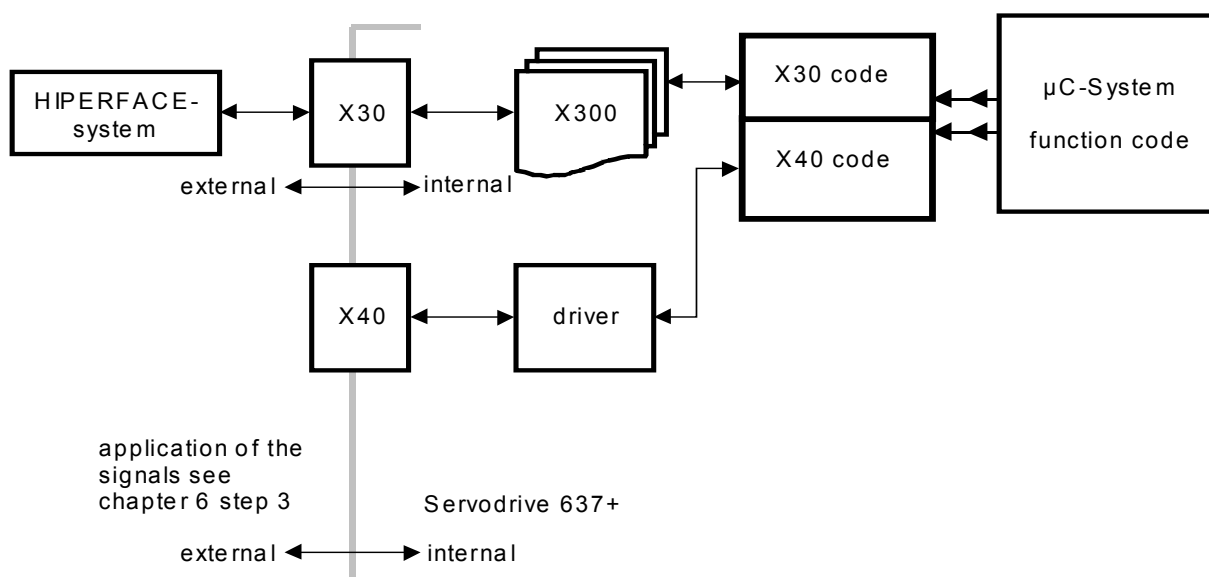 HIPERFACE-
system
X30
X300
X30 code
X40 code
µC-System
function code
external
internal
X40
driver
application of the
signals see
chapter 6 step 3
Servodrive 637+
external
internal